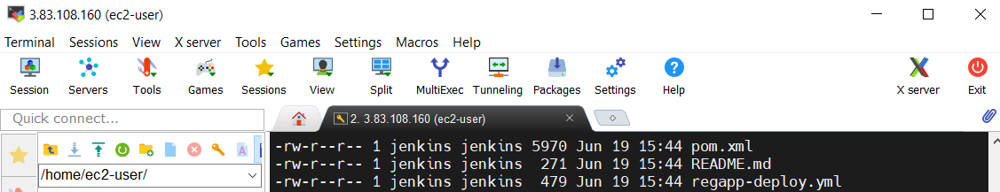 3.83.108.160 (ec2-user)
Terminal Sessions View X server Tools Games Settings Macros Help
Session Servers Tools Games Sessions View Split MultiExec Tunneling Packages Settings Help X server Exit
Quick connect...
2. 3.83.108.160 (ec2-user)
/home/ec2-user/
-rw-r--r-- 1 jenkins jenkins 5970 Jun 19 15:44 pom.xml
-rw-r--r-- 1 jenkins jenkins  271 Jun 19 15:44 README.md
-rw-r--r-- 1 jenkins jenkins  479 Jun 19 15:44 regapp-deploy.yml